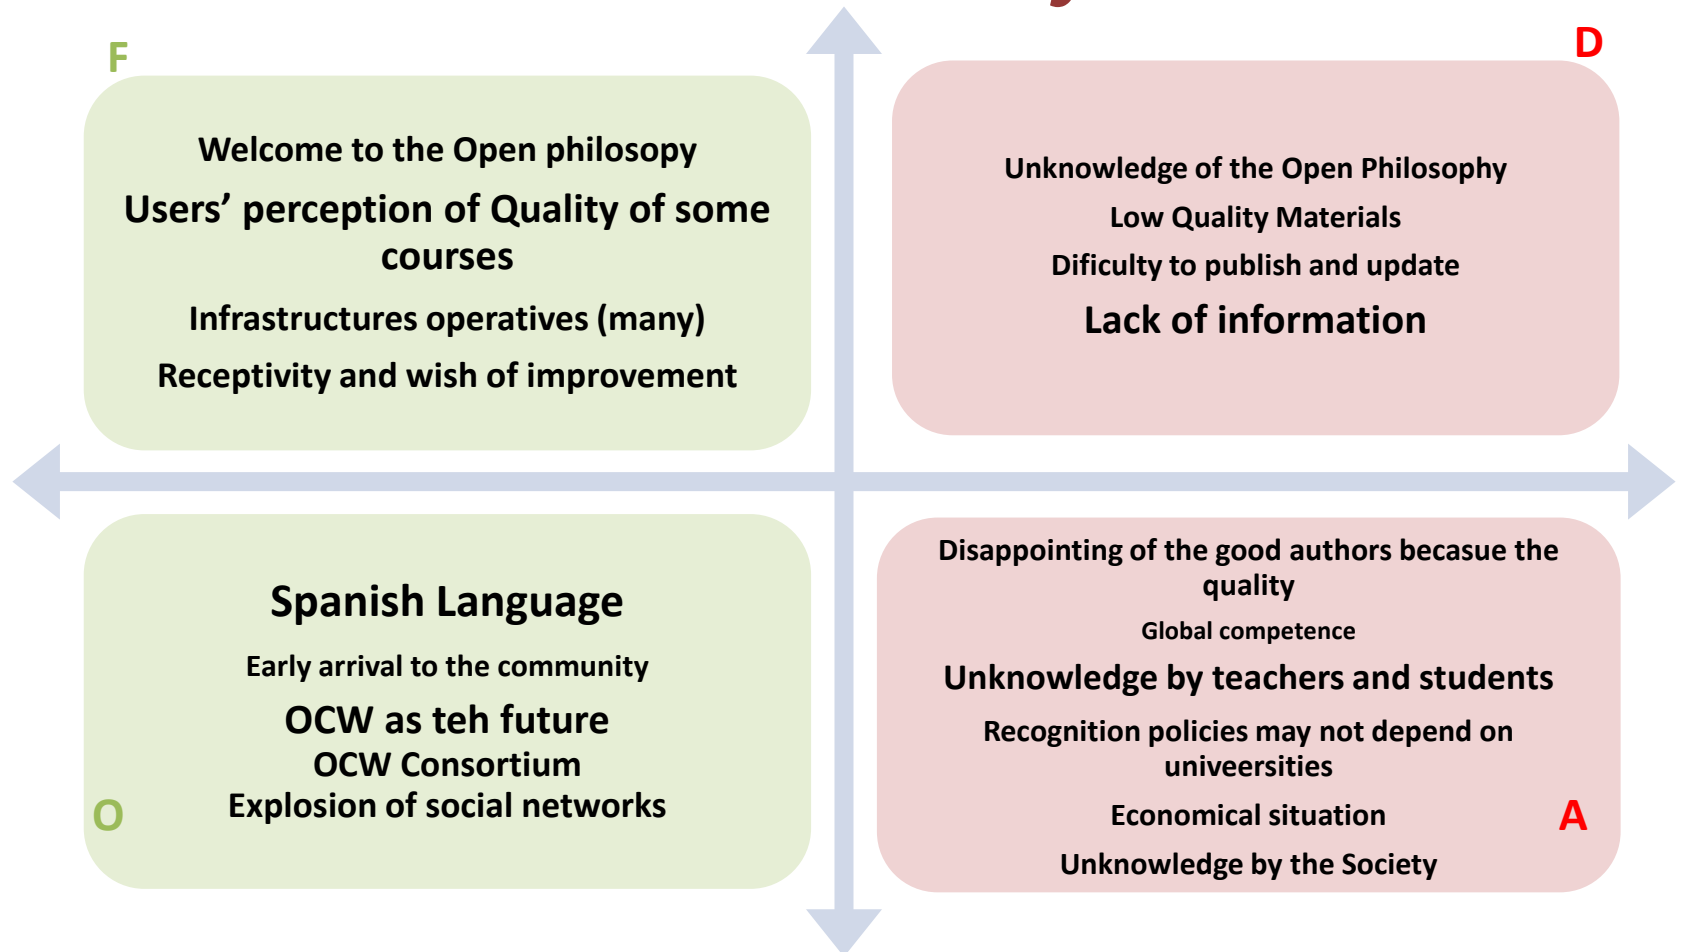 F
Welcome to the Open philosopy
Users’ perception of Quality of some
courses
Infrastructures operatives (many)
Receptivity and wish of improvement
D
Unknowledge of the Open Philosophy
Low Quality Materials
Dificulty to publish and update
Lack of information
Spanish Language
Early arrival to the community
OCW as teh future
OCW Consortium
Explosion of social networks
O
Disappointing of the good authors becasue the
quality
Global competence
Unknowledge by teachers and students
Recognition policies may not depend on
univeersities
Economical situation
A
Unknowledge by the Society